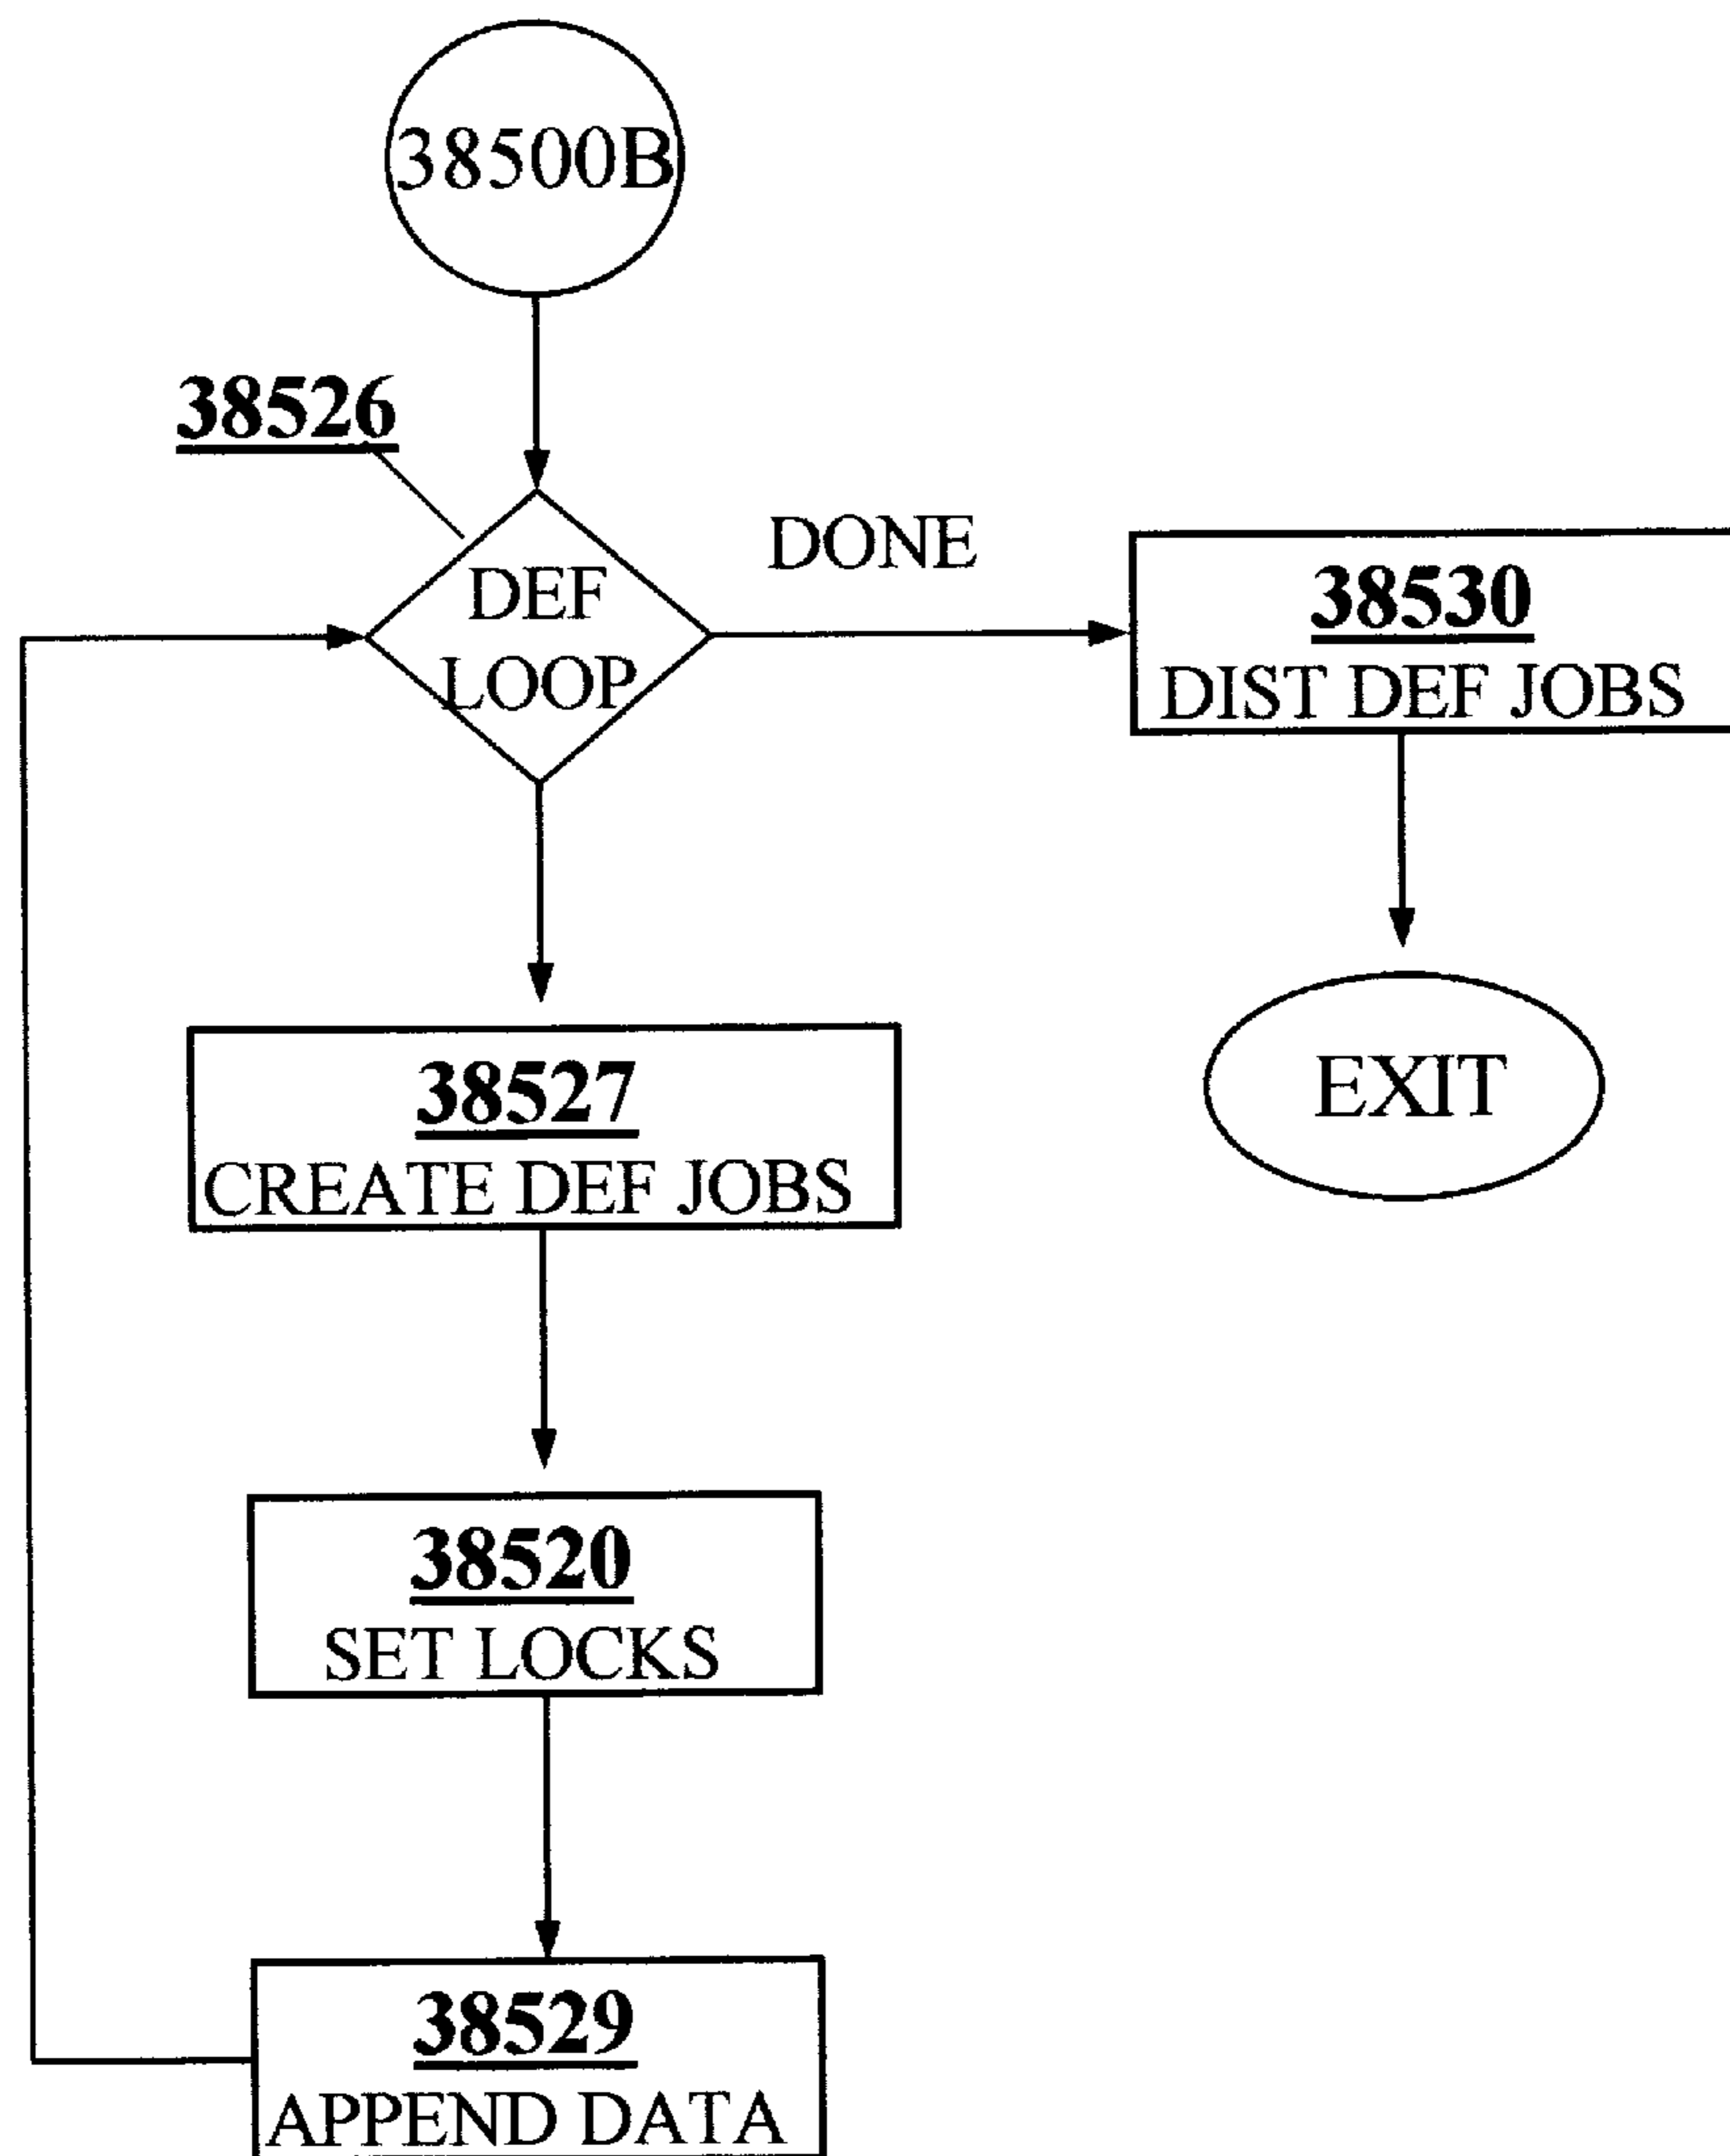 38500B
38526
DEF
LOOP
DONE
38530
DIST DEF JOBS
EXIT
38527
CREATE DEF JOBS
38520
SET LOCKS
38529
APPEND DATA